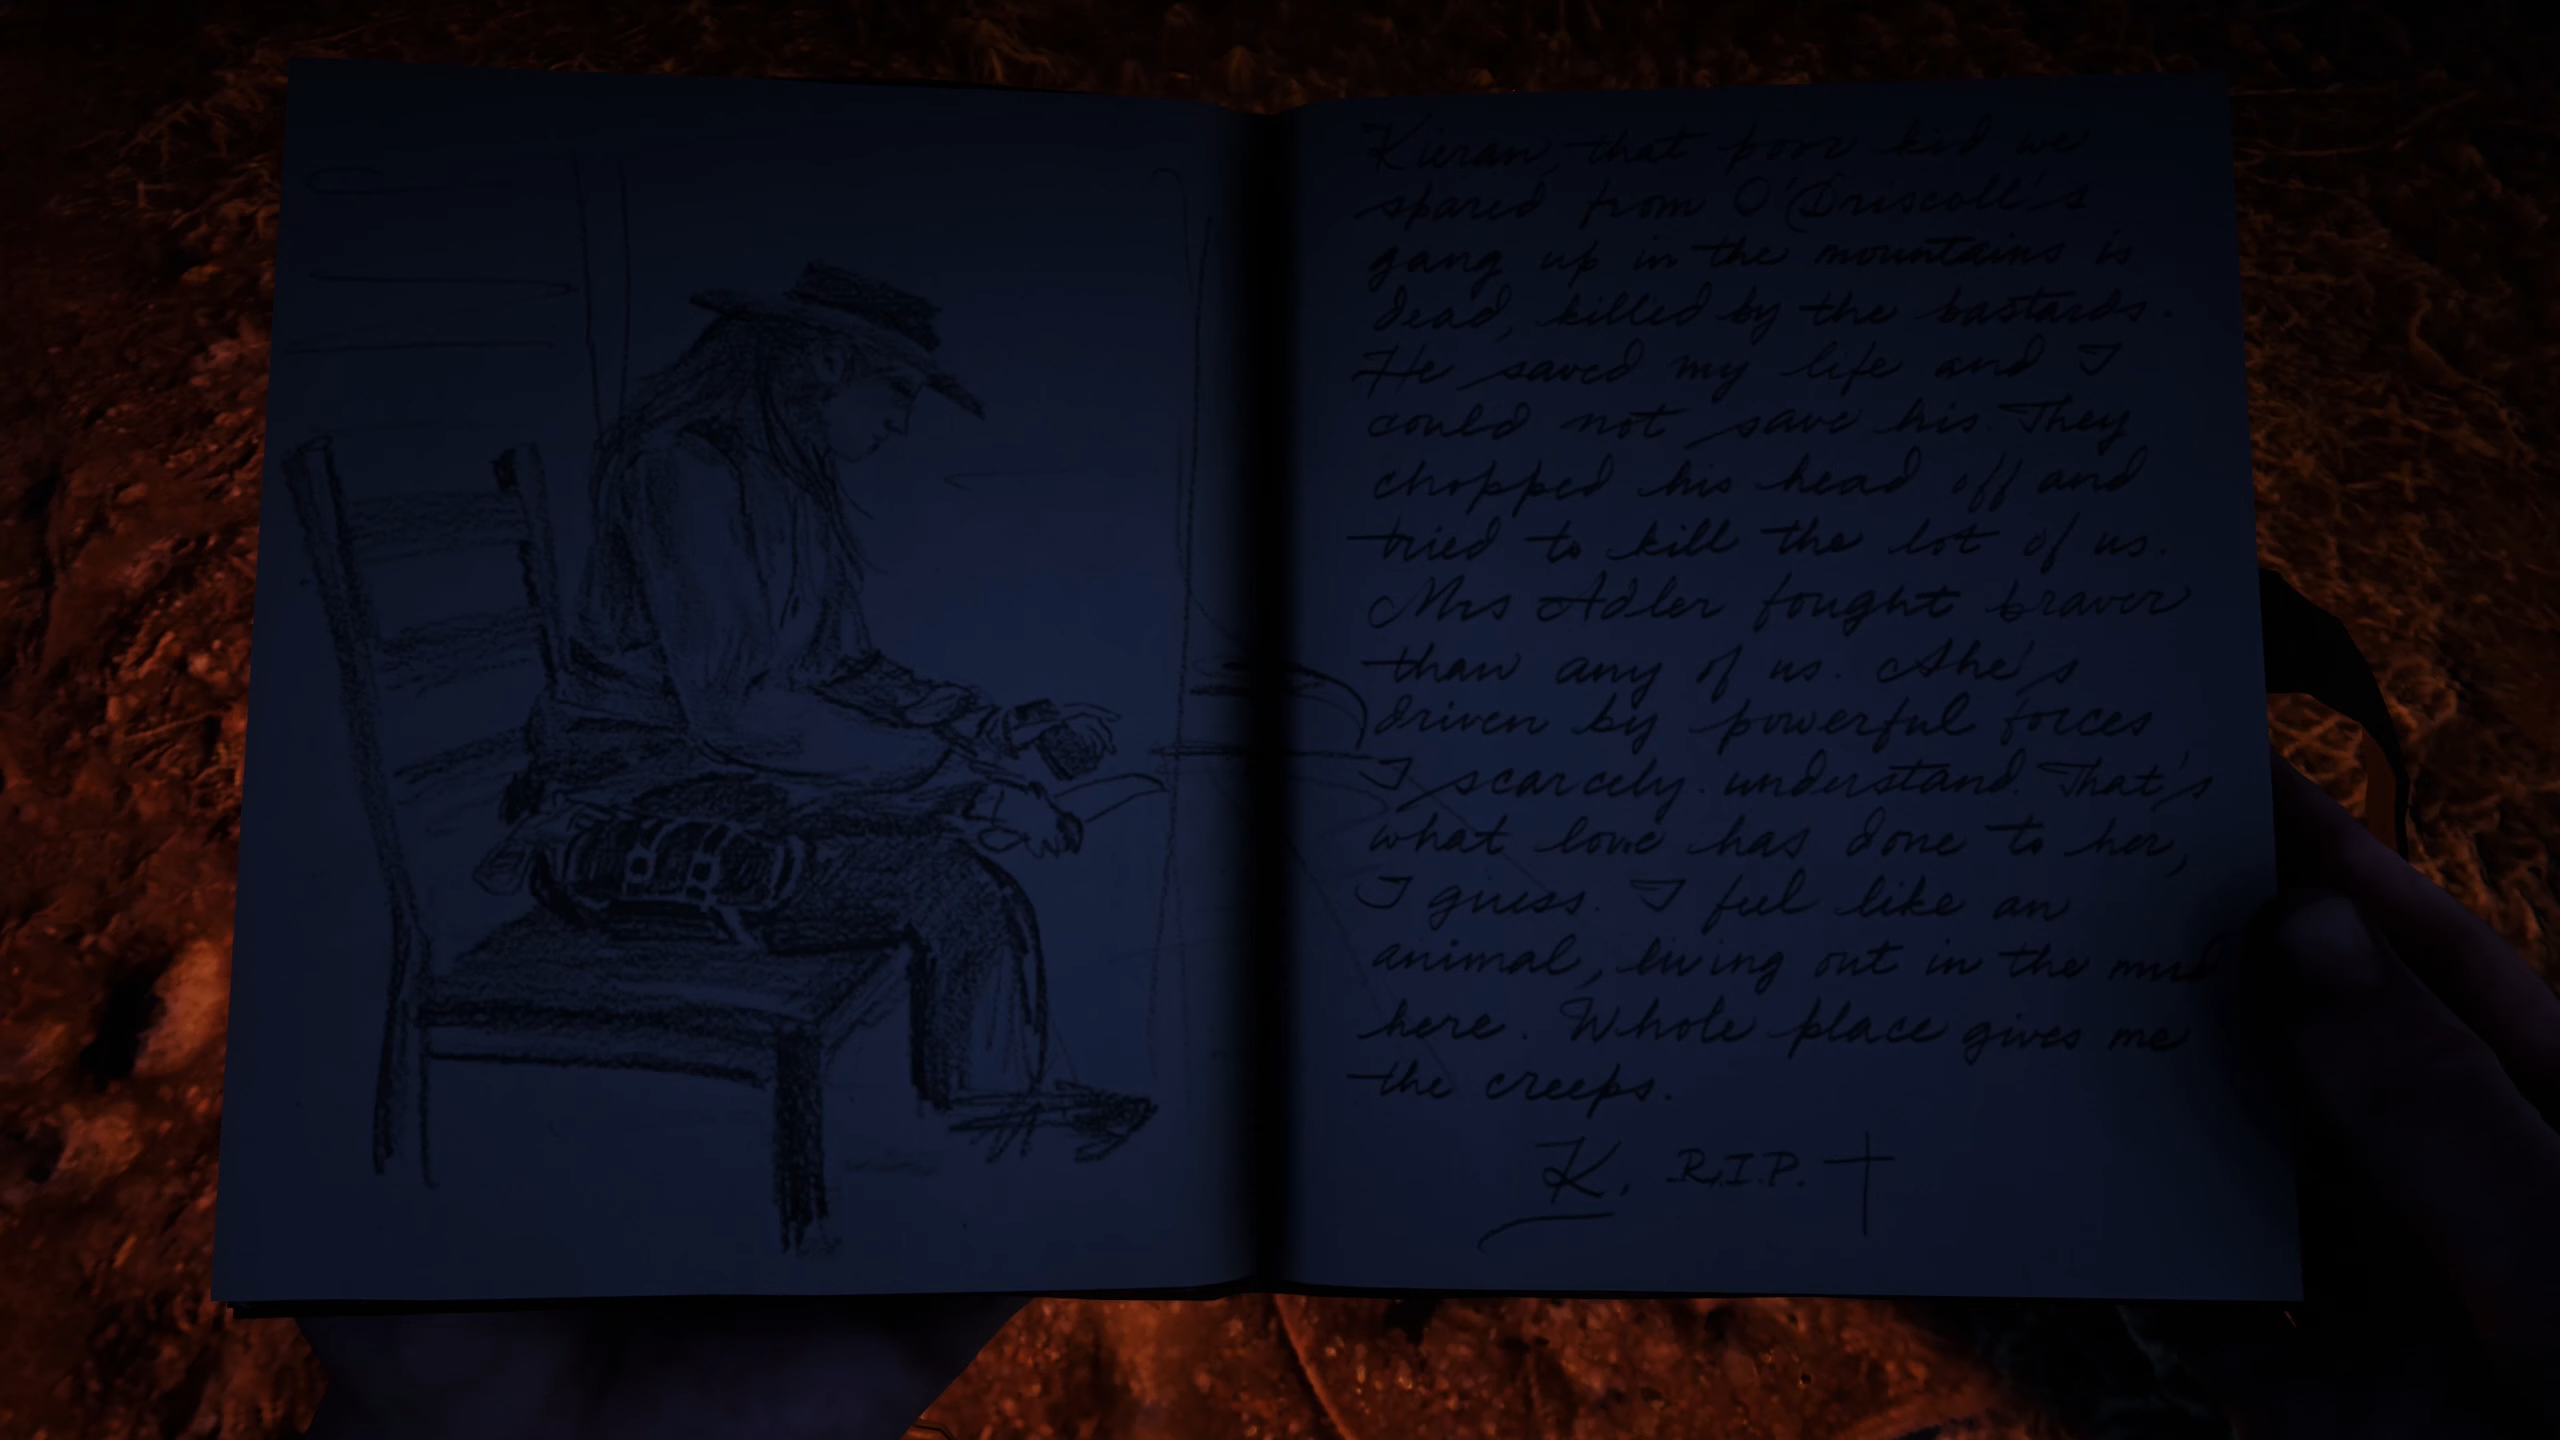 Kieran, that poor kid we
spared from O'Driscoll's
gang up in the mountains is
dead, killed by the bastards.
He saved my life and I
could not save his. They
chopped his head off and
tried to kill the lot of us.
Mrs Adler fought braver
than any of us. She's
driven by powerful forces
I scarcely understand. That's
what love has done to her,
I guess. I feel like an
animal, living out in the mud
here. Whole place gives me
the creeps.
K, R.I.P.